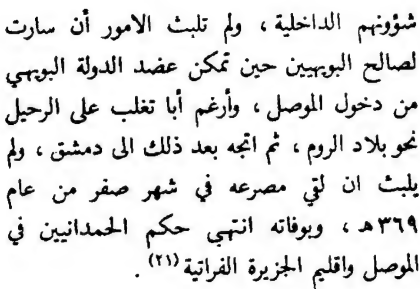 شؤونهم الداخلية ، ولم تلبث الامور أن سارت
لصالح البويهيين حين تمكن عضد الدولة البويهي
من دخول الموصل ، وأرغم أبا تغلب على الرحيل
نحو بلاد الروم ، ثم اتجه بعد ذلك الى دمشق ، ولم
يلبث ان لقي مصرعه في شهر صفر من عام
٣٦٩ هـ ، وبوفاته انتهى حكم الحمدانيين في
الموصل واقليم الجزيرة الفراتية (٢١) .